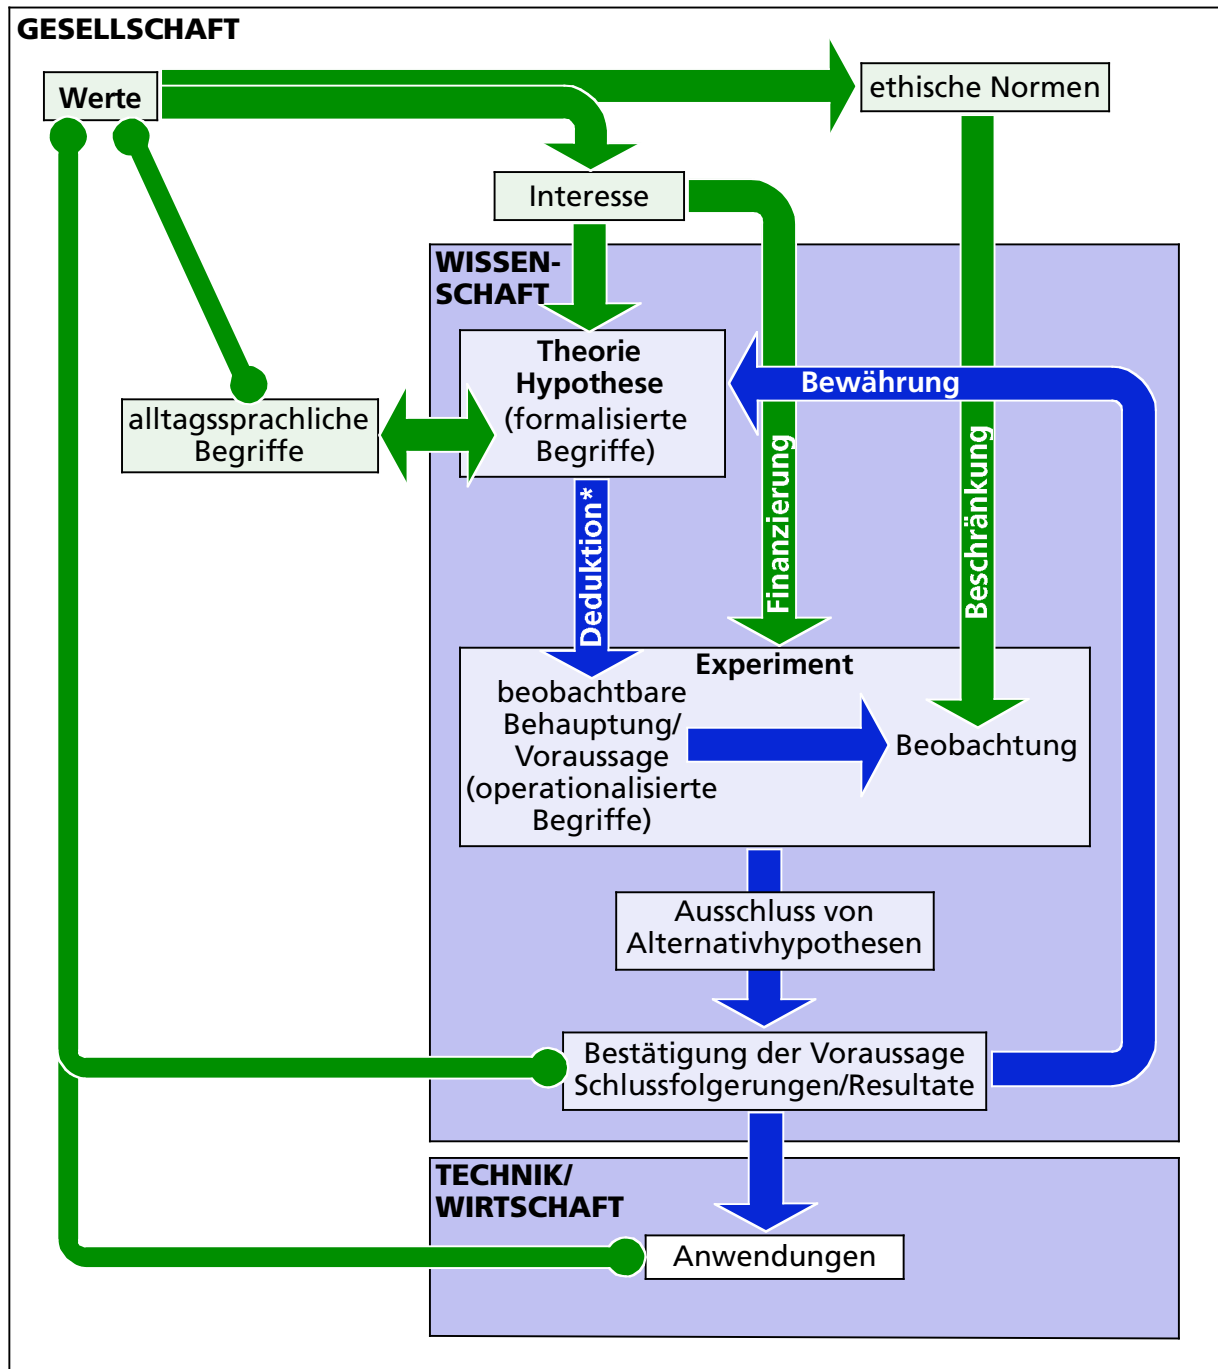 GESELLSCHAFT
Werte
ethische Normen
Interesse
WISSEN-
SCHAFT
Theorie
Hypothese
(formalisierte
Begriffe)
Bewährung
alltagssprachliche
Begriffe
Deduktion*
Finanzierung
Beschränkung
Experiment
beobachtbare
Behauptung/
Voraussage
(operationalisierte
Begriffe)
Beobachtung
Ausschluss von
Alternativhypothesen
Bestätigung der Voraussage
Schlussfolgerungen/Resultate
TECHNIK/
WIRTSCHAFT
Anwendungen